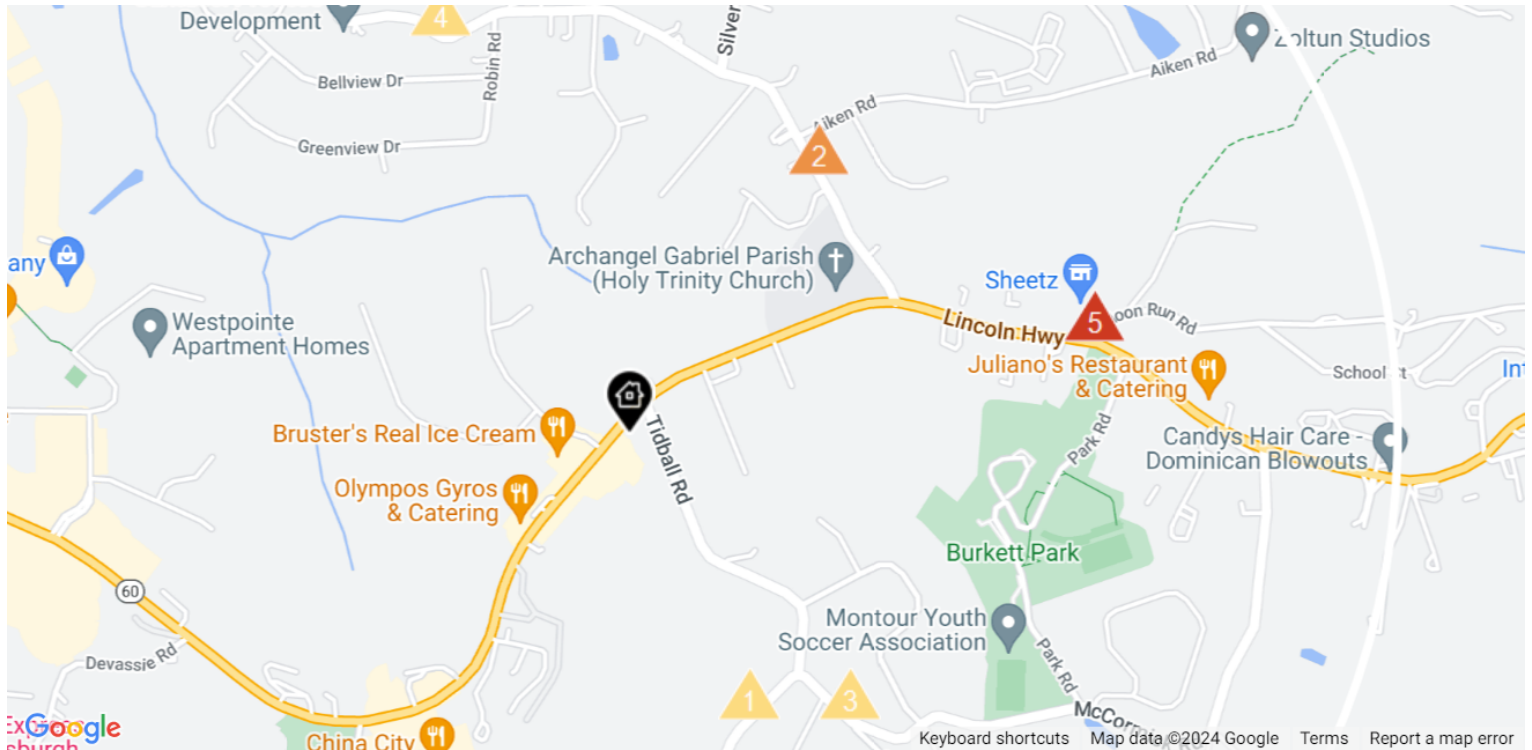 Development
4
Silver
Zoltun Studios
Aiken Rd
Bellview Dr
Robin Rd
Aiken Rd
Greenview Dr
2
Archangel Gabriel Parish
(Holy Trinity Church)
any
Sheetz
Westpointe
Apartment Homes
Lincoln Hwy
5
oon Run Rd
Juliano's Restaurant
& Catering
School
Int
Bruster's Real Ice Cream
Tidball Rd
Park Rd
Candys Hair Care -
Dominican Blowouts
Olympos Gyros
& Catering
Burkett Park
60
Montour Youth
Soccer Association
Devassie Rd
Park Rd
1
3
Google
sburgh
China City
Keyboard shortcuts
Map data ©2024 Google
Terms
Report a map error